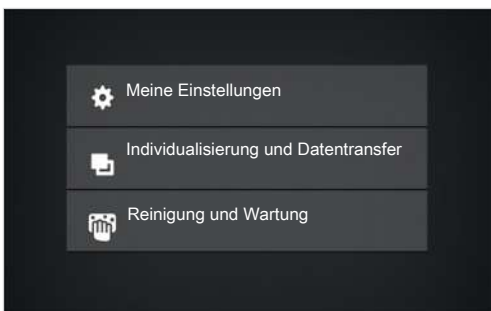 Meine Einstellungen
Individualisierung und Datentransfer
Reinigung und Wartung